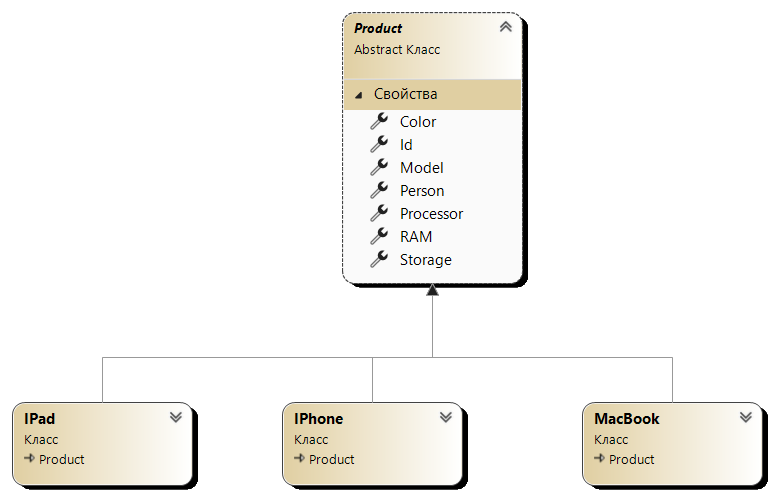 Product
Abstract Класс
Свойства
Color
Id
Model
Person
Processor
RAM
Storage
IPad
Класс
Product
IPhone
Класс
Product
MacBook
Класс
Product